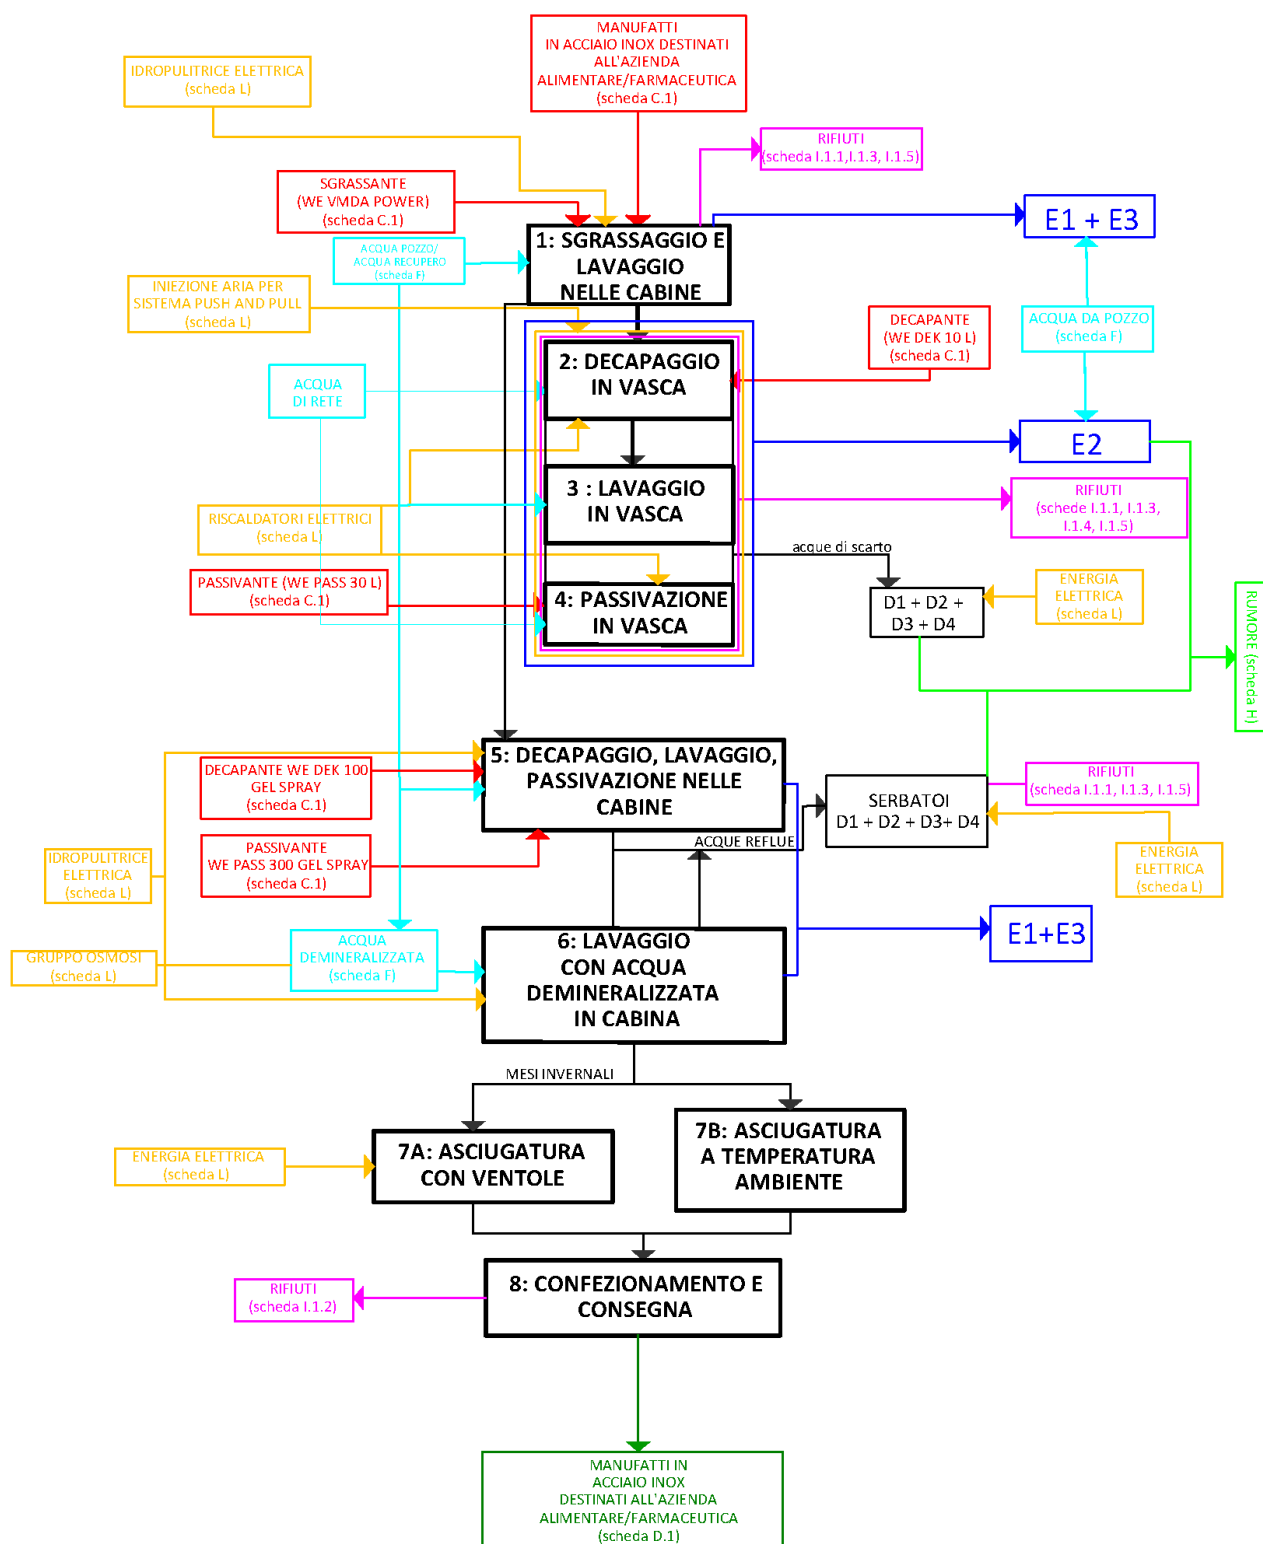 MANUFATTI
IN ACCIAIO INOX DESTINATI
ALL'AZIENDA
ALIMENTARE/FARMACEUTICA
(scheda C.1)
IDROPULITRICE ELETTRICA
(scheda L)
RIFIUTI
(scheda I.1.1,I.1.3, I.1.5)
SGRASSANTE
(WE VMDA POWER)
(scheda C.1)
E1 + E3
1: SGRASSAGGIO E
LAVAGGIO
NELLE CABINE
ACQUA POZZO/
ACQUA RECUPERO
(scheda F)
INIEZIONE ARIA PER
SISTEMA PUSH AND PULL
(scheda L)
DECAPANTE
(WE DEK 10 L)
(scheda C.1)
ACQUA DA POZZO
(scheda F)
2: DECAPAGGIO
IN VASCA
ACQUA
DI RETE
E2
3 : LAVAGGIO
IN VASCA
RIFIUTI
(schede I.1.1, I.1.3,
I.1.4, I.1.5)
RISCALDATORI ELETTRICI
(scheda L)
acque di scarto
PASSIVANTE (WE PASS 30 L)
(scheda C.1)
4: PASSIVAZIONE
IN VASCA
D1 + D2 +
D3 + D4
ENERGIA
ELETTRICA
(scheda L)
RUMORE (scheda H)
5: DECAPAGGIO, LAVAGGIO,
PASSIVAZIONE NELLE
CABINE
DECAPANTE WE DEK 100
GEL SPRAY
(scheda C.1)
RIFIUTI
(scheda I.1.1, I.1.3, I.1.5)
SERBATOI
D1 + D2 + D3+ D4
ACQUE REFLUE
PASSIVANTE
WE PASS 300 GEL SPRAY
(scheda C.1)
IDROPULITRICE
ELETTRICA
(scheda L)
ENERGIA
ELETTRICA
(scheda L)
E1+E3
6: LAVAGGIO
CON ACQUA
DEMINERALIZZATA
IN CABINA
ACQUA
DEMINERALIZZATA
(scheda F)
GRUPPO OSMOSI
(scheda L)
MESI INVERNALI
7A: ASCIUGATURA
CON VENTOLE
7B: ASCIUGATURA
A TEMPERATURA
AMBIENTE
ENERGIA ELETTRICA
(scheda L)
8: CONFEZIONAMENTO E
CONSEGNA
RIFIUTI
(scheda I.1.2)
MANUFATTI IN
ACCIAIO INOX
DESTINATI ALL'AZIENDA
ALIMENTARE/FARMACEUTICA
(scheda D.1)